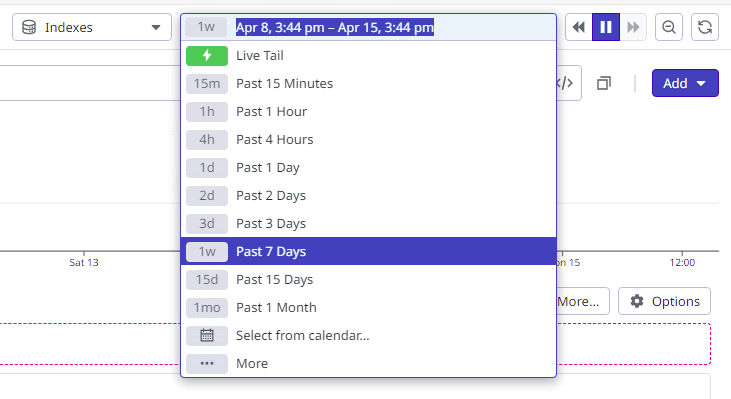 Indexes
1w Apr 8, 3:44 pm – Apr 15, 3:44 pm
Live Tail
15m Past 15 Minutes
1h Past 1 Hour
4h Past 4 Hours
1d Past 1 Day
2d Past 2 Days
3d Past 3 Days
1w Past 7 Days
15d Past 15 Days
1mo Past 1 Month
Select from calendar...
More
Add
Sat 13
on 15
12:00
More...
Options